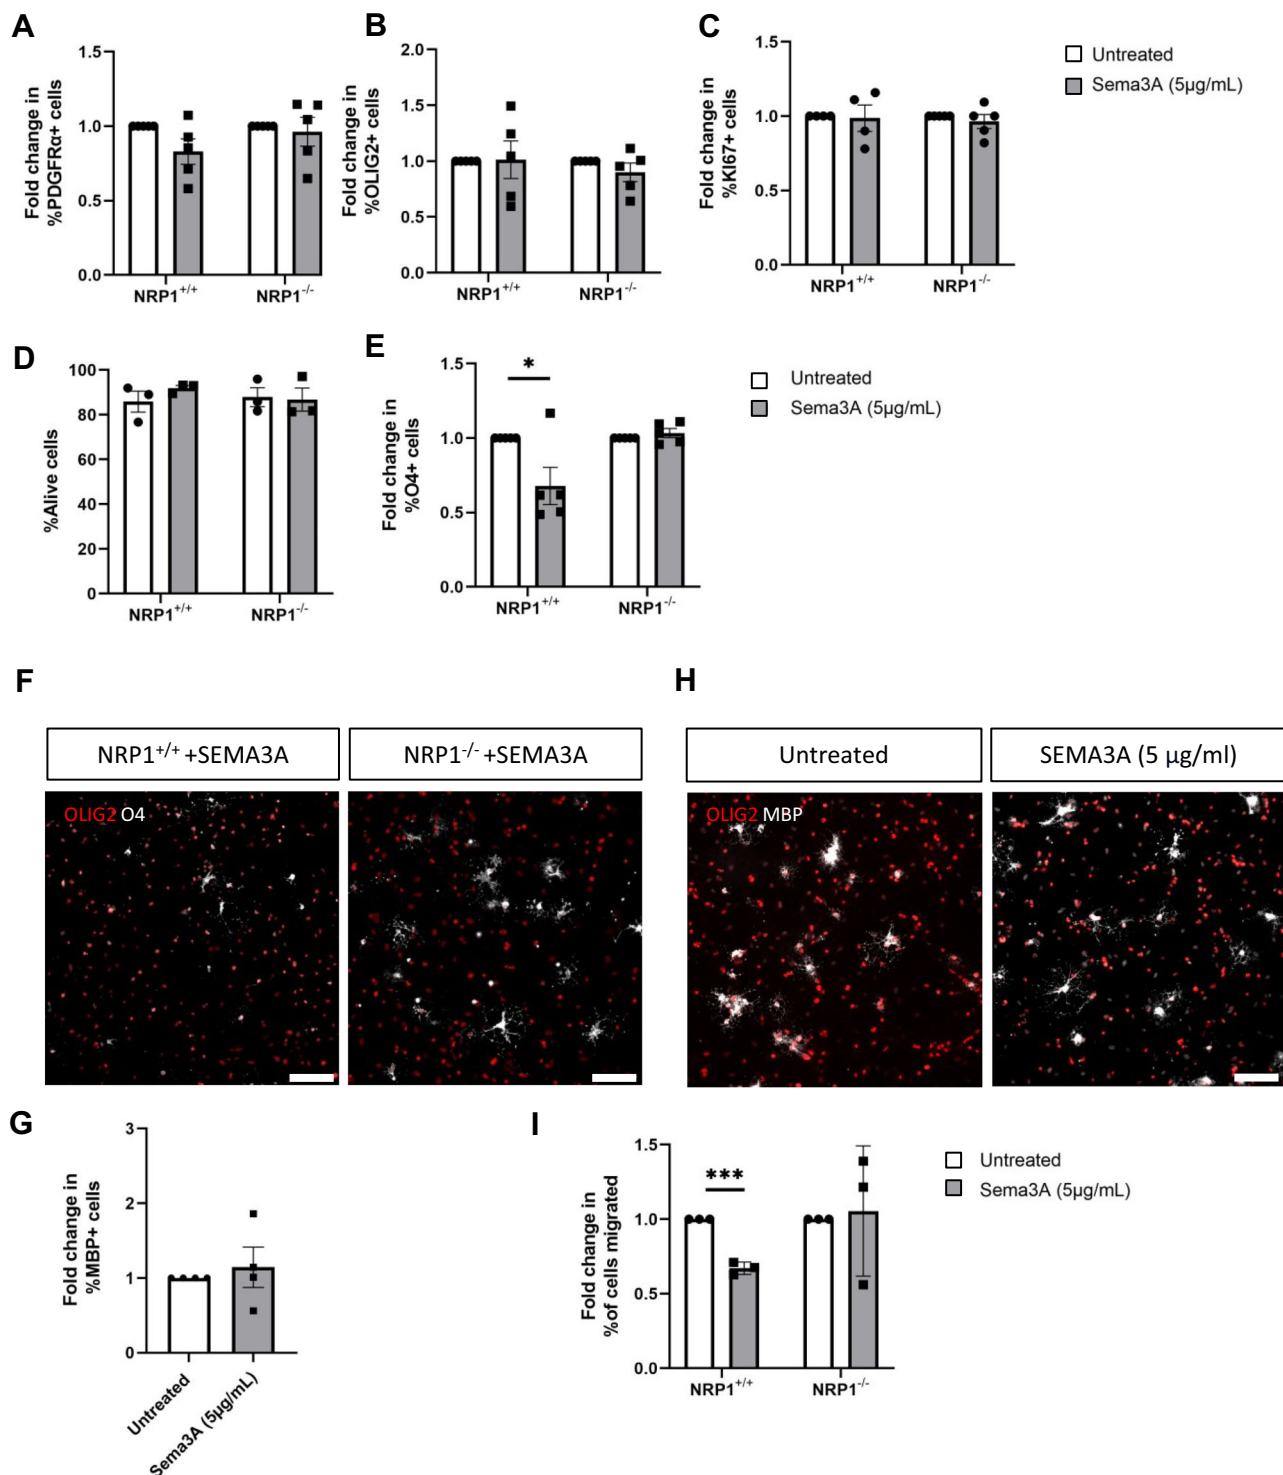 A
Fold change in
%PDGFRα+ cells
1.5
1.0
0.5
0.0
NRP1+/+
NRP1-/-
B
Fold change in
%OLIG2+ cells
2.0
1.5
1.0
0.5
0.0
NRP1+/+
NRP1-/-
C
Fold change in
%KI67+ cells
1.5
1.0
0.5
0.0
NRP1+/+
NRP1-/-
Untreated
Sema3A (5µg/mL)
D
%Alive cells
100
80
60
40
20
0
NRP1+/+
NRP1-/-
E
Fold change in
%O4+ cells
1.5
1.0
0.5
0.0
*
NRP1+/+
NRP1-/-
Untreated
Sema3A (5µg/mL)
F
NRP1+/+ +SEMA3A
NRP1-/- +SEMA3A
OLIG2 O4
H
Untreated
SEMA3A (5 µg/ml)
OLIG2 MBP
G
Fold change in
%MBP+ cells
3
2
1
0
Untreated
Sema3A (5µg/mL)
I
Fold change in
%of cells migrated
1.5
1.0
0.5
0.0
***
NRP1+/+
NRP1-/-
Untreated
Sema3A (5µg/mL)